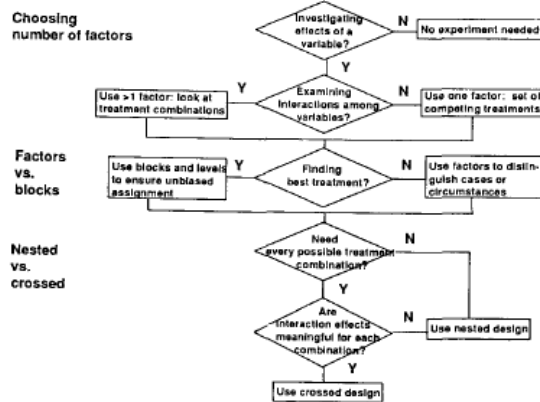 Choosing
number of factors
Investigating
effects of a
variable?
N
No experiment needed
Y
Examining
interactions among
variables?
Y
Use >1 factor: look at
treatment combinations
N
Use one factor: set of
competing treatments
Factors
vs.
blocks
Finding
best treatment?
Y
Use blocks and levels
to ensure unbiased
assignment
N
Use factors to distin-
guish cases or
circumstances
Nested
vs.
crossed
Need
every possible treatment
combination?
N
Y
Are
interaction effects
meaningful for each
combination?
N
Use nested design
Y
Use crossed design